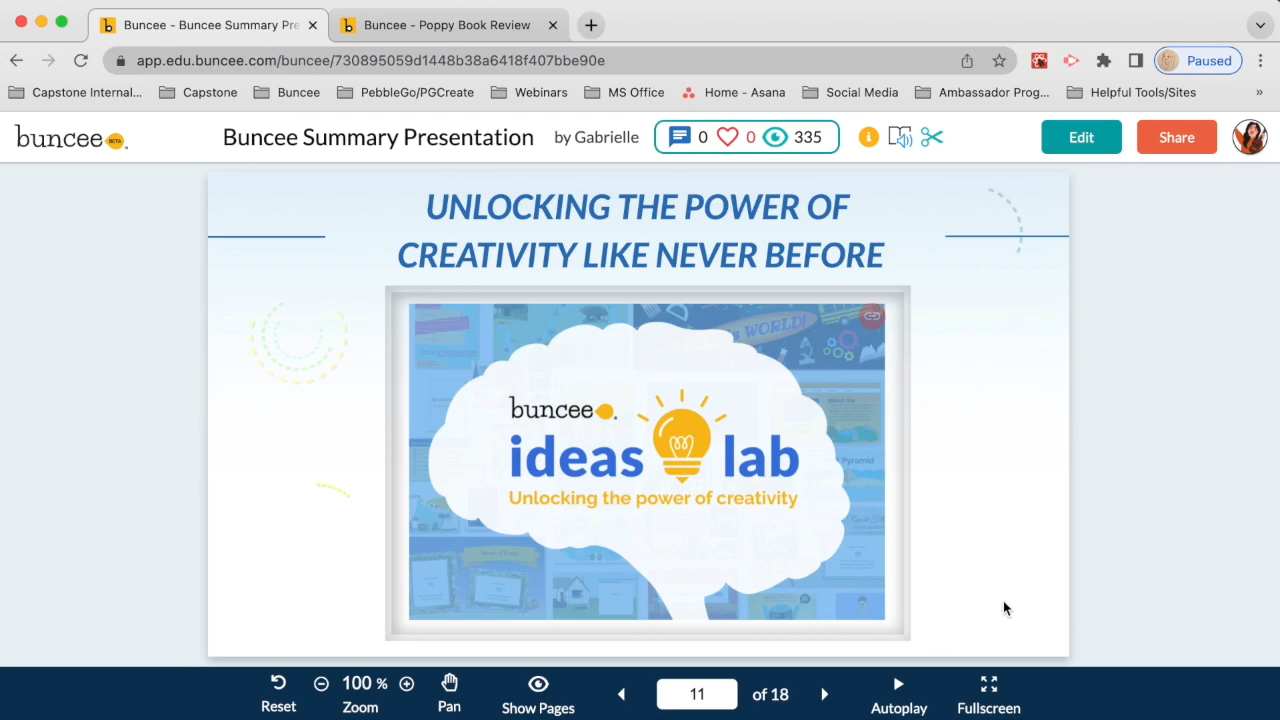 Buncee - Buncee Summary Pre
Buncee - Poppy Book Review
app.edu.buncee.com/buncee/730895059d1448b28a6418f407bbe90e
Paused
Capstone Internal...
Capstone
Buncee
PebbleGo/PGCreate
Webinars
MS Office
Home - Asana
Social Media
Ambassador Prog...
Helpful Tools/Sites
»
buncee BETA
Buncee Summary Presentation
by Gabrielle
0
0
335
Edit
Share
UNLOCKING THE POWER OF
CREATIVITY LIKE NEVER BEFORE
WORLD!
buncee.
ideas lab
Unlocking the power of creativity
Pyramid
Reset
100 %
Zoom
Pan
Show Pages
11
of 18
Autoplay
Fullscreen